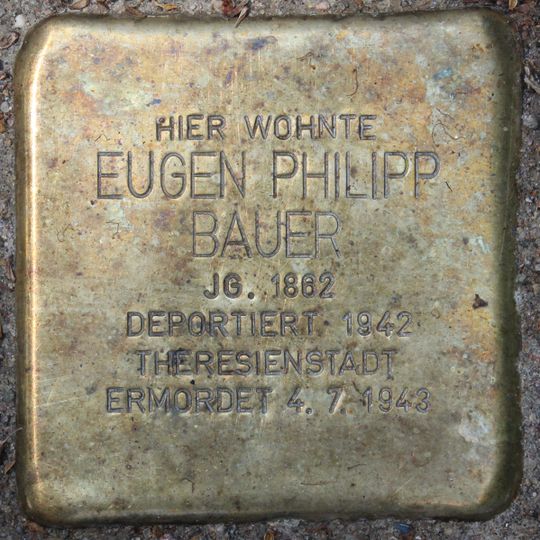 HIER WOHNTE
EUGEN PHILIPP
BAUER
JG. 1862
DEPORTIERT 1942
THERESIENSTADT
ERMORDET 4. 7. 1943